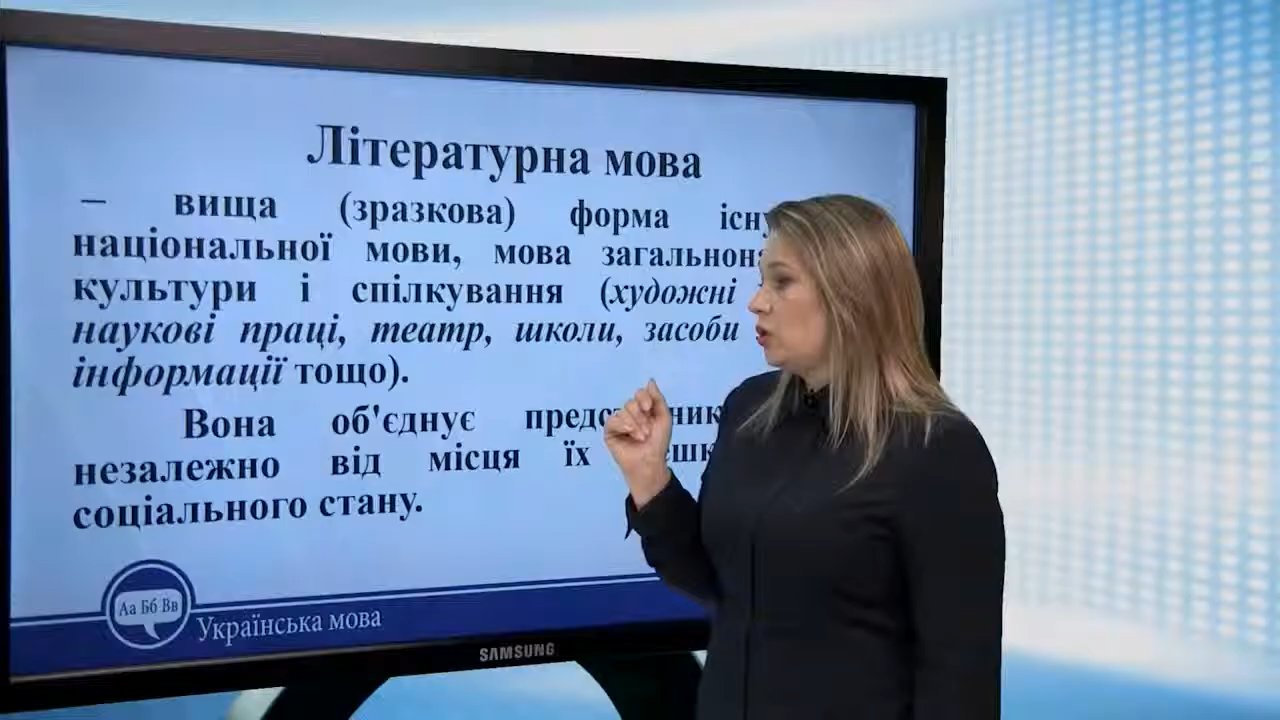 Літературна мова
– вища (зразкова) форма
національної мови, мова
культури і спілкування (художні
наукові праці, театр, школи, засоби
інформації тощо).
Вона об'єднує
незалежно від місця їх
соціального стану.
Аа Бб Вв
Українська мова
SAMSUNG